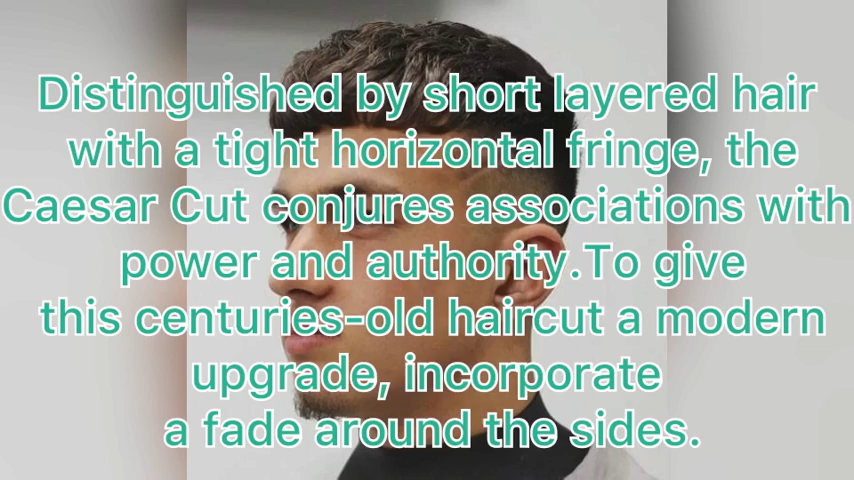 Distinguished by short layered hair
with a tight horizontal fringe, the
Caesar Cut conjures associations with
power and authority.To give
this centuries-old haircut a modern
upgrade, incorporate
a fade around the sides.